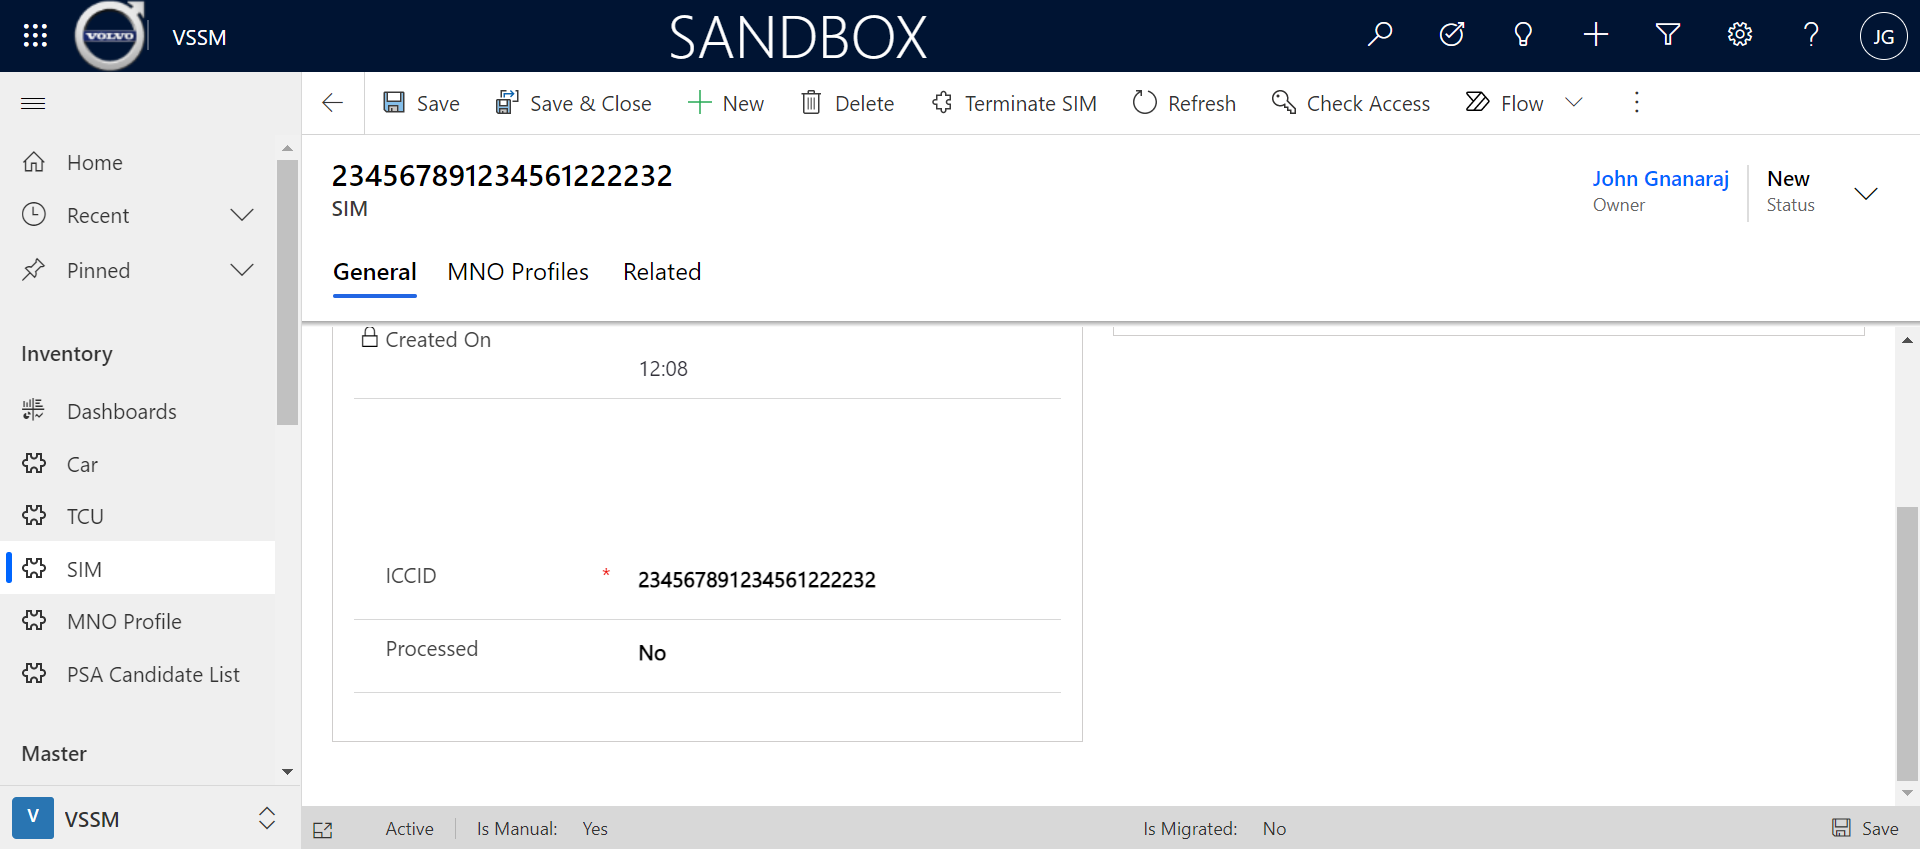 VOLVO
VSSM
SANDBOX
JG
Save
Save & Close
New
Delete
Terminate SIM
Refresh
Check Access
Flow
Home
Recent
Pinned
Inventory
Dashboards
Car
TCU
SIM
MNO Profile
PSA Candidate List
Master
V
VSSM
234567891234561222232
SIM
John Gnanaraj
Owner
New
Status
General
MNO Profiles
Related
Created On
12:08
ICCID * 234567891234561222232
Processed No
Active
Is Manual: Yes
Is Migrated: No
Save